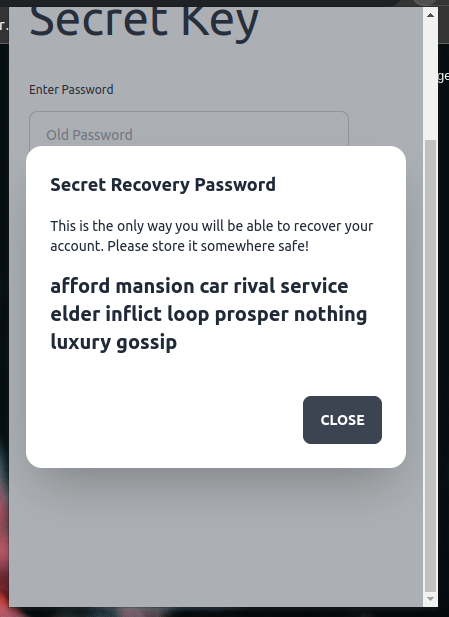 Secret Key
Enter Password
Old Password
Secret Recovery Password
This is the only way you will be able to recover your
account. Please store it somewhere safe!
afford mansion car rival service
elder inflict loop prosper nothing
luxury gossip
CLOSE